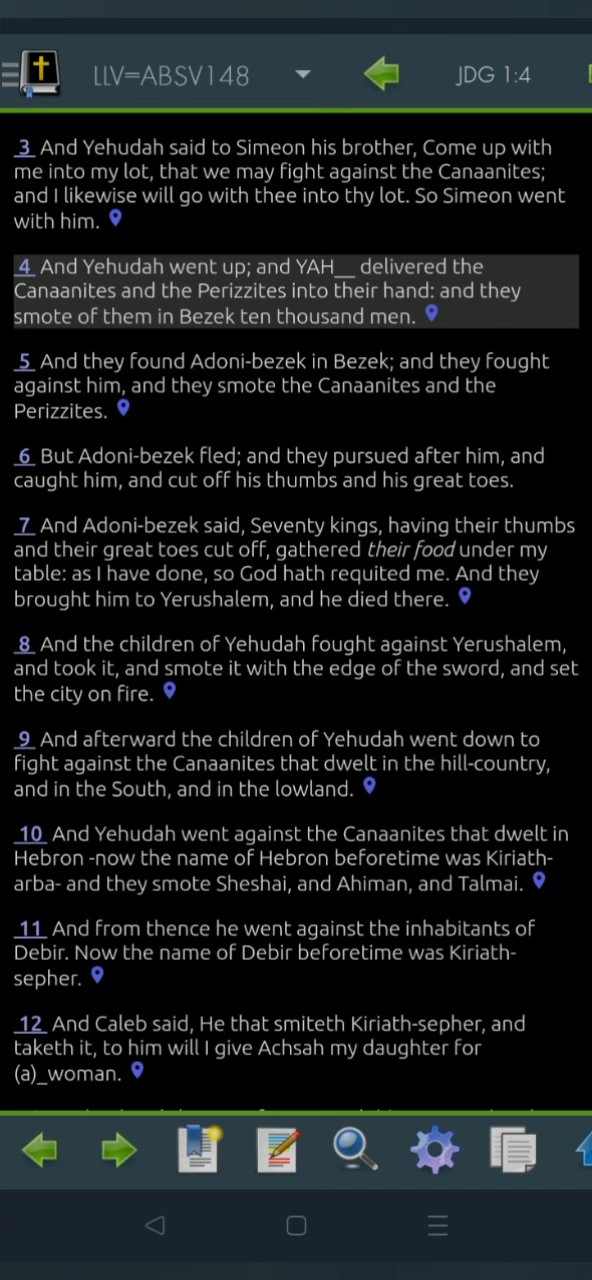 LLV=ABSV148
JDG 1:4
3 And Yehudah said to Simeon his brother, Come up with
me into my lot, that we may fight against the Canaanites;
and I likewise will go with thee into thy lot. So Simeon went
with him.
4 And Yehudah went up; and YAH__ delivered the
Canaanites and the Perizzites into their hand: and they
smote of them in Bezek ten thousand men.
5 And they found Adoni-bezek in Bezek; and they fought
against him, and they smote the Canaanites and the
Perizzites.
6 But Adoni-bezek fled; and they pursued after him, and
caught him, and cut off his thumbs and his great toes.
7 And Adoni-bezek said, Seventy kings, having their thumbs
and their great toes cut off, gathered their food under my
table: as I have done, so God hath requited me. And they
brought him to Yerushalem, and he died there.
8 And the children of Yehudah fought against Yerushalem,
and took it, and smote it with the edge of the sword, and set
the city on fire.
9 And afterward the children of Yehudah went down to
fight against the Canaanites that dwelt in the hill-country,
and in the South, and in the lowland.
10 And Yehudah went against the Canaanites that dwelt in
Hebron -now the name of Hebron beforetime was Kiriath-
arba- and they smote Sheshai, and Ahiman, and Talmai.
11 And from thence he went against the inhabitants of
Debir. Now the name of Debir beforetime was Kiriath-
sepher.
12 And Caleb said, He that smiteth Kiriath-sepher, and
taketh it, to him will I give Achsah my daughter for
(a)_woman.